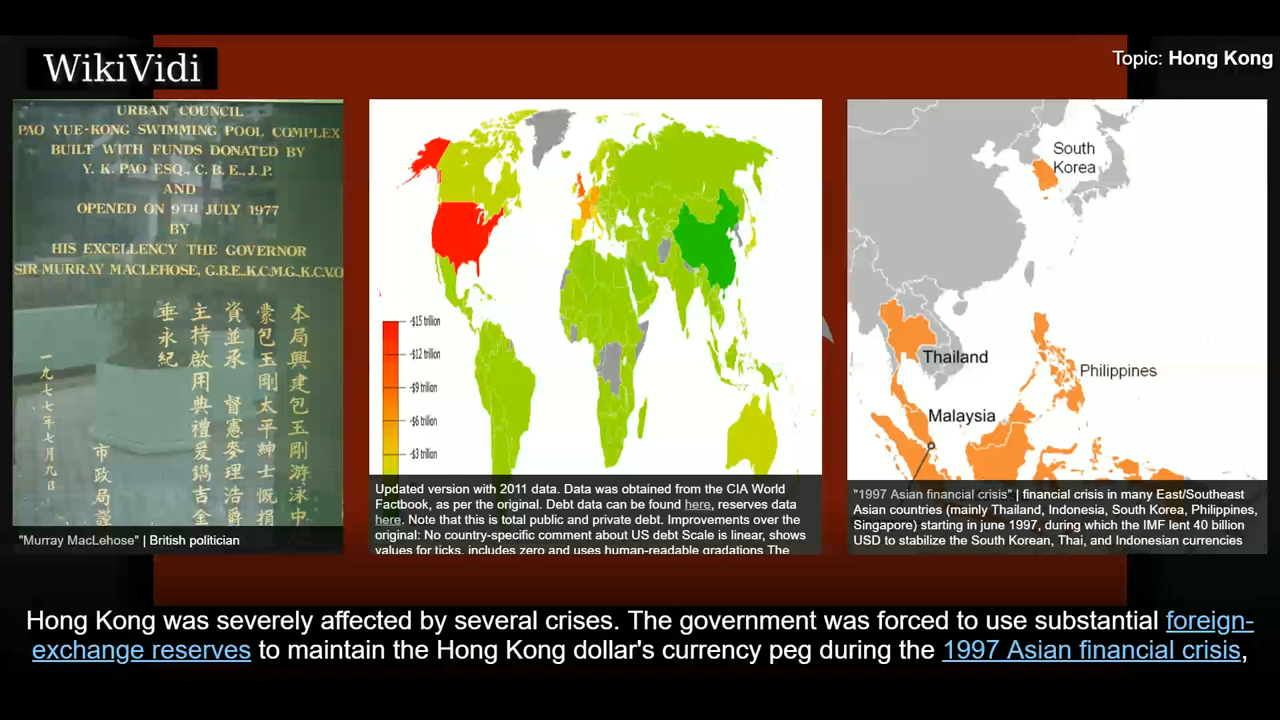 WikiVidi
Topic: Hong Kong
URBAN COUNCIL
PAO YUE-KONG SWIMMING POOL COMPLEX
BUILT WITH FUNDS DONATED BY
Y. K. PAO ESQ., C.B.E., J.P.
AND
OPENED ON 9TH JULY 1977
BY
HIS EXCELLENCY THE GOVERNOR
SIR MURRAY MACLEHOSE, G.B.E., K.C.M.G., K.C.V.O
本局興建包玉剛游泳中
蒙包玉剛太平紳士慨捐
資並承督憲麥理浩爵
主持啟用典禮爰鐫吉金
垂永紀
市政局謹
一九七七年七月九日
"Murray MacLehose" | British politician
-$15 trillion
-$12 trillion
-$9 trillion
-$6 trillion
-$3 trillion
Updated version with 2011 data. Data was obtained from the CIA World
Factbook, as per the original. Debt data can be found here, reserves data
here. Note that this is total public and private debt. Improvements over the
original: No country-specific comment about US debt Scale is linear, shows
values for ticks, includes zero and uses human-readable gradations The
South
Korea
Thailand
Philippines
Malaysia
"1997 Asian financial crisis" | financial crisis in many East/Southeast
Asian countries (mainly Thailand, Indonesia, South Korea, Philippines,
Singapore) starting in june 1997, during which the IMF lent 40 billion
USD to stabilize the South Korean, Thai, and Indonesian currencies
Hong Kong was severely affected by several crises. The government was forced to use substantial foreign-
exchange reserves to maintain the Hong Kong dollar's currency peg during the 1997 Asian financial crisis,